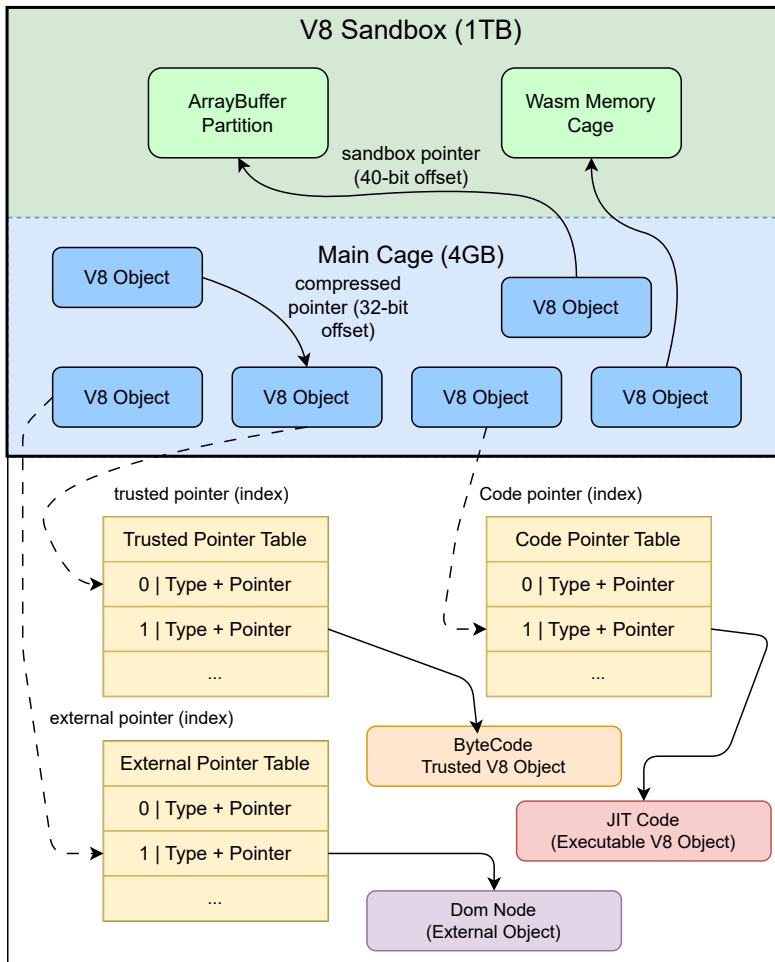 V8 Sandbox (1TB)
ArrayBuffer
Partition
Wasm Memory
Cage
sandbox pointer
(40-bit offset)
Main Cage (4GB)
V8 Object
compressed
pointer (32-bit
offset)
V8 Object
V8 Object
V8 Object
V8 Object
V8 Object
trusted pointer (index)
Code pointer (index)
Trusted Pointer Table
0 | Type + Pointer
1 | Type + Pointer
...
Code Pointer Table
0 | Type + Pointer
1 | Type + Pointer
...
external pointer (index)
ByteCode
Trusted V8 Object
External Pointer Table
0 | Type + Pointer
1 | Type + Pointer
...
JIT Code
(Executable V8 Object)
Dom Node
(External Object)